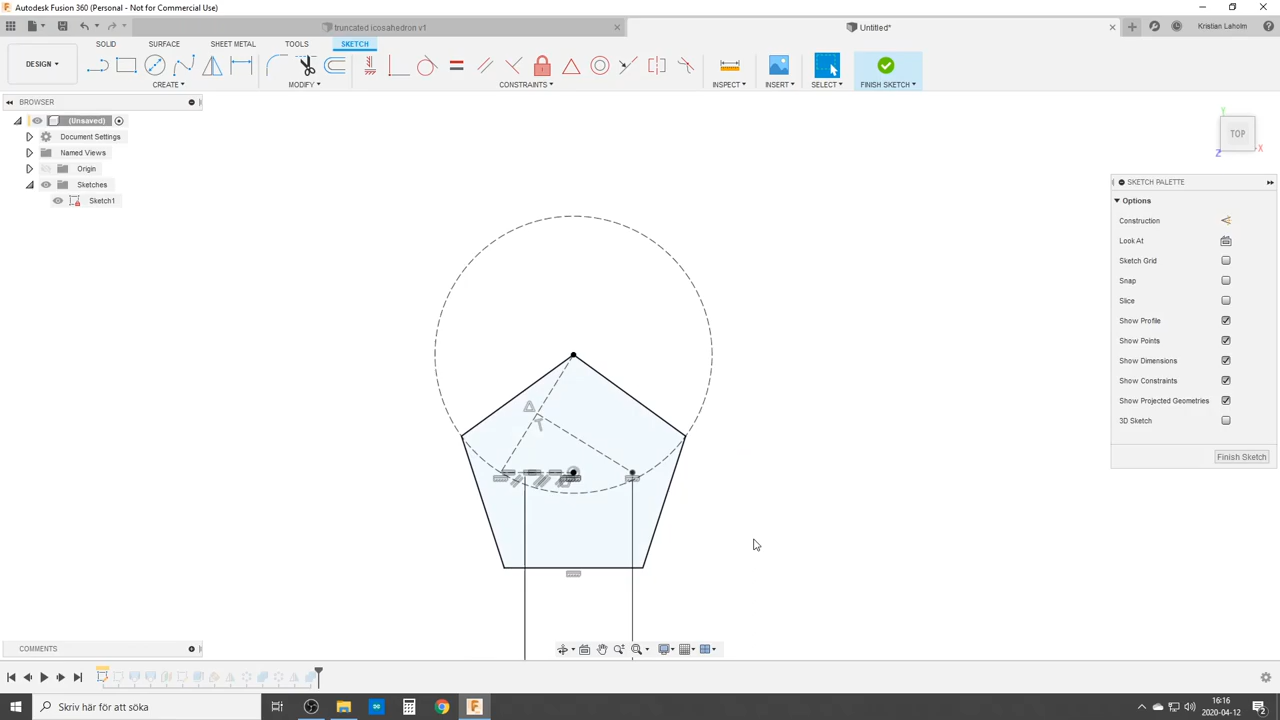 Autodesk Fusion 360 (Personal - Not for Commercial Use)
truncated icosahedron v1
Untitled*
Kristian Laholm
DESIGN
SOLID
SURFACE
SHEET METAL
TOOLS
SKETCH
CREATE
MODIFY
CONSTRAINTS
INSPECT
INSERT
SELECT
FINISH SKETCH
BROWSER
(Unsaved)
Document Settings
Named Views
Origin
Sketches
Sketch1
Y
TOP
X
Z
SKETCH PALETTE
Options
Construction
Look At
Sketch Grid
Snap
Slice
Show Profile
Show Points
Show Dimensions
Show Constraints
Show Projected Geometries
3D Sketch
Finish Sketch
COMMENTS
Skriv här för att söka
16:16
2020-04-12
2